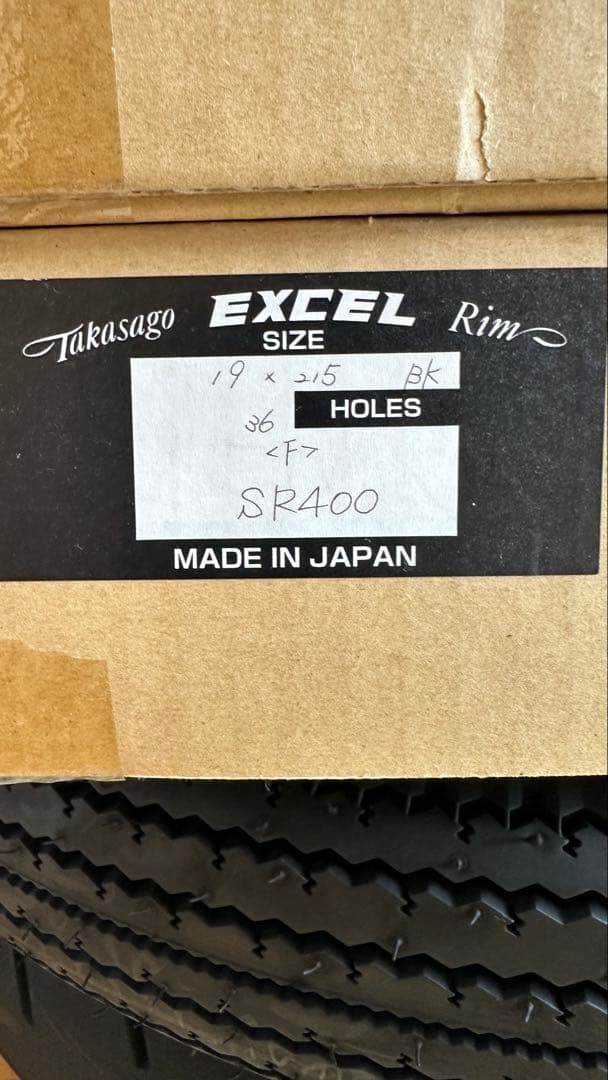 Takasago EXCEL Rim
SIZE
19 x 215 BK
36 HOLES
<F>
SR400
MADE IN JAPAN